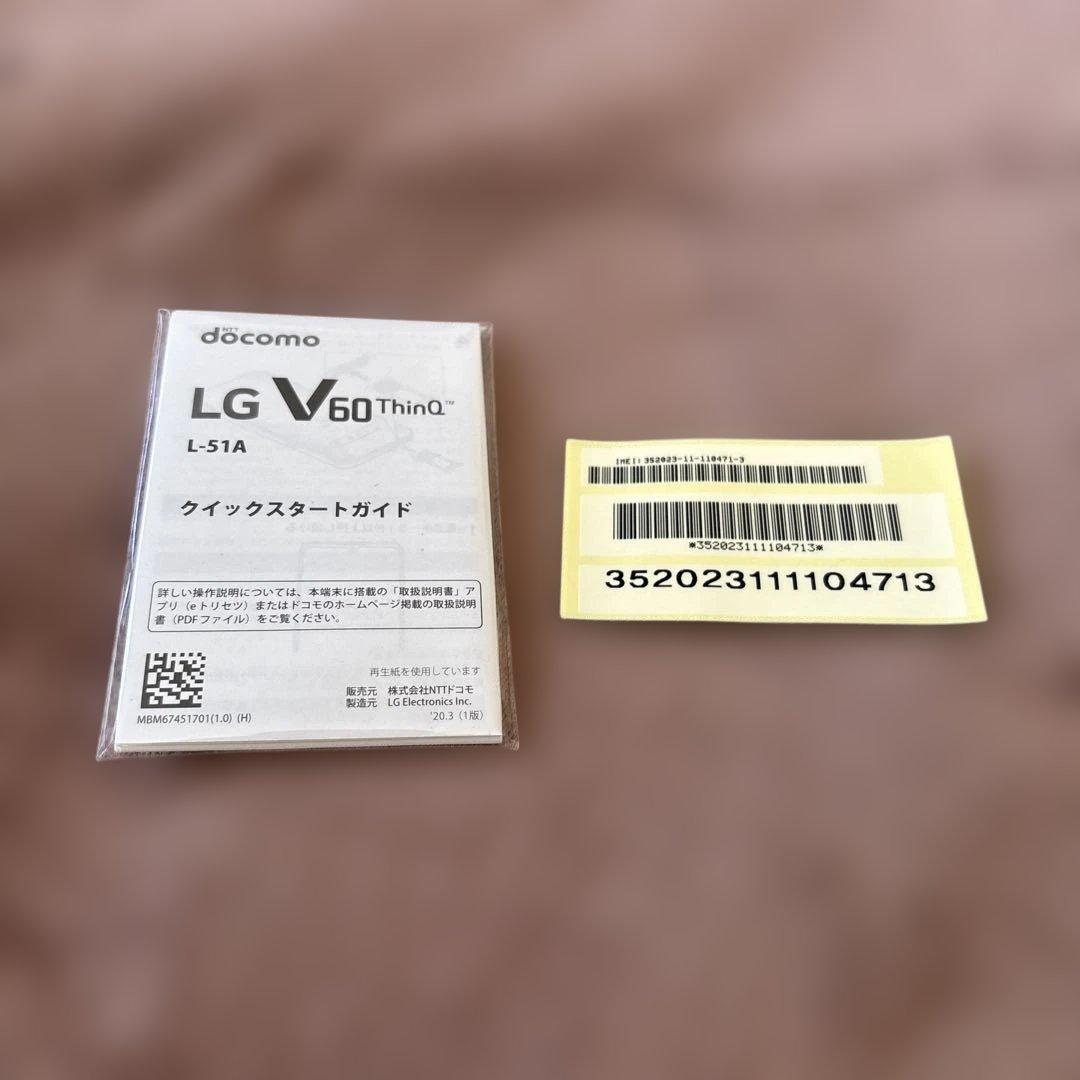 NTT
döcomo
LG V60 ThinQ™
L-51A
クイックスタートガイド
詳しい操作説明については、本端末に搭載の「取扱説明書」ア
プリ（eトリセツ）またはドコモのホームページ掲載の取扱説明
書（PDFファイル）をご覧ください。
再生紙を使用しています
販売元 株式会社NTTドコモ
製造元 LG Electronics Inc.
MBM67451701(1.0) (H)
'20.3（1版）
IMEI: 352023-11-110471-3
*352023111104713*
352023111104713